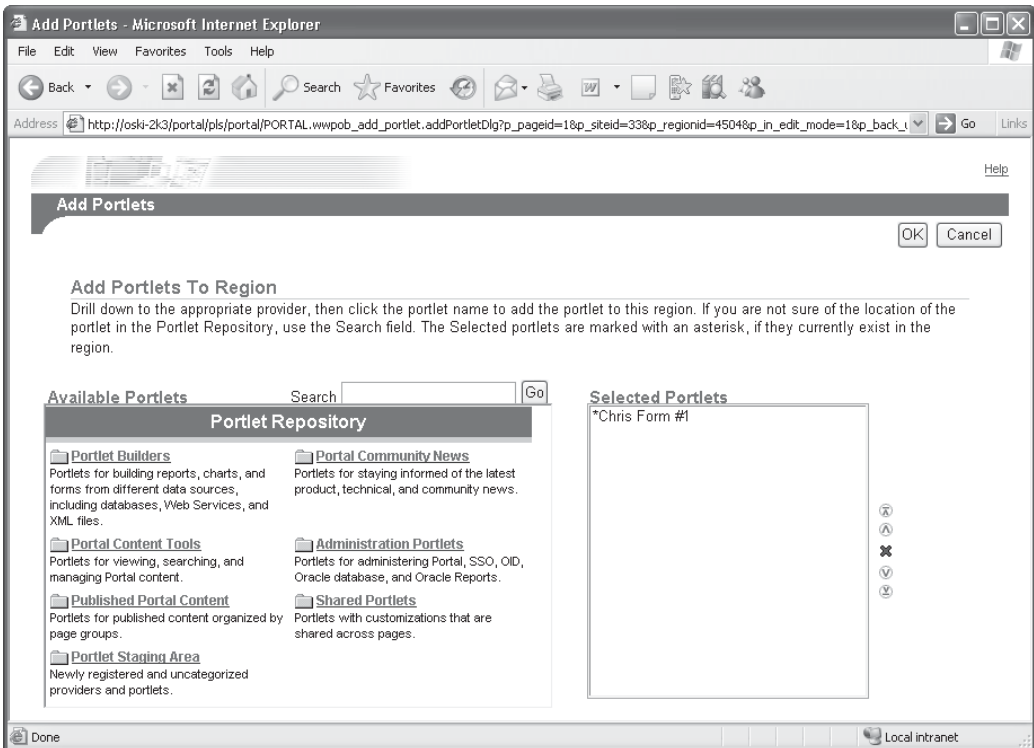 Add Portlets - Microsoft Internet Explorer
File Edit View Favorites Tools Help
Back Search Favorites
Address http://oski-2k3/portal/pls/portal/PORTAL.wwpob_add_portlet.addPortletDlg?p_pageid=1&p_siteid=33&p_regionid=4504&p_in_edit_mode=1&p_back_ Go Links
Help
Add Portlets
OK Cancel
Add Portlets To Region
Drill down to the appropriate provider, then click the portlet name to add the portlet to this region. If you are not sure of the location of the
portlet in the Portlet Repository, use the Search field. The Selected portlets are marked with an asterisk, if they currently exist in the
region.
Available Portlets Search Go
Portlet Repository
Portlet Builders
Portlets for building reports, charts, and
forms from different data sources,
including databases, Web Services, and
XML files.
Portal Community News
Portlets for staying informed of the latest
product, technical, and community news.
Portal Content Tools
Portlets for viewing, searching, and
managing Portal content.
Administration Portlets
Portlets for administering Portal, SSO, OID,
Oracle database, and Oracle Reports.
Published Portal Content
Portlets for published content organized by
page groups.
Shared Portlets
Portlets with customizations that are
shared across pages.
Portlet Staging Area
Newly registered and uncategorized
providers and portlets.
Selected Portlets
*Chris Form #1
Done
Local intranet